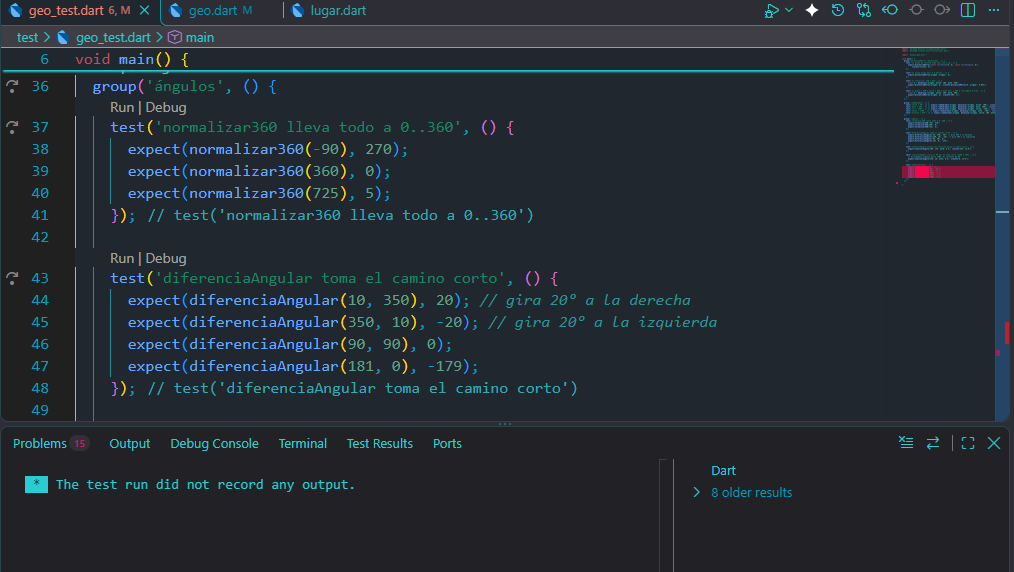 geo_test.dart 6, M
geo.dart M
lugar.dart
test > geo_test.dart > main
6 void main() {
36 group('ángulos', () {
Run | Debug
37 test('normalizar360 lleva todo a 0..360', () {
38 expect(normalizar360(-90), 270);
39 expect(normalizar360(360), 0);
40 expect(normalizar360(725), 5);
41 }); // test('normalizar360 lleva todo a 0..360')
42
Run | Debug
43 test('diferenciaAngular toma el camino corto', () {
44 expect(diferenciaAngular(10, 350), 20); // gira 20º a la derecha
45 expect(diferenciaAngular(350, 10), -20); // gira 20º a la izquierda
46 expect(diferenciaAngular(90, 90), 0);
47 expect(diferenciaAngular(181, 0), -179);
48 }); // test('diferenciaAngular toma el camino corto')
49
Problems 15 Output Debug Console Terminal Test Results Ports
* The test run did not record any output.
Dart
> 8 older results